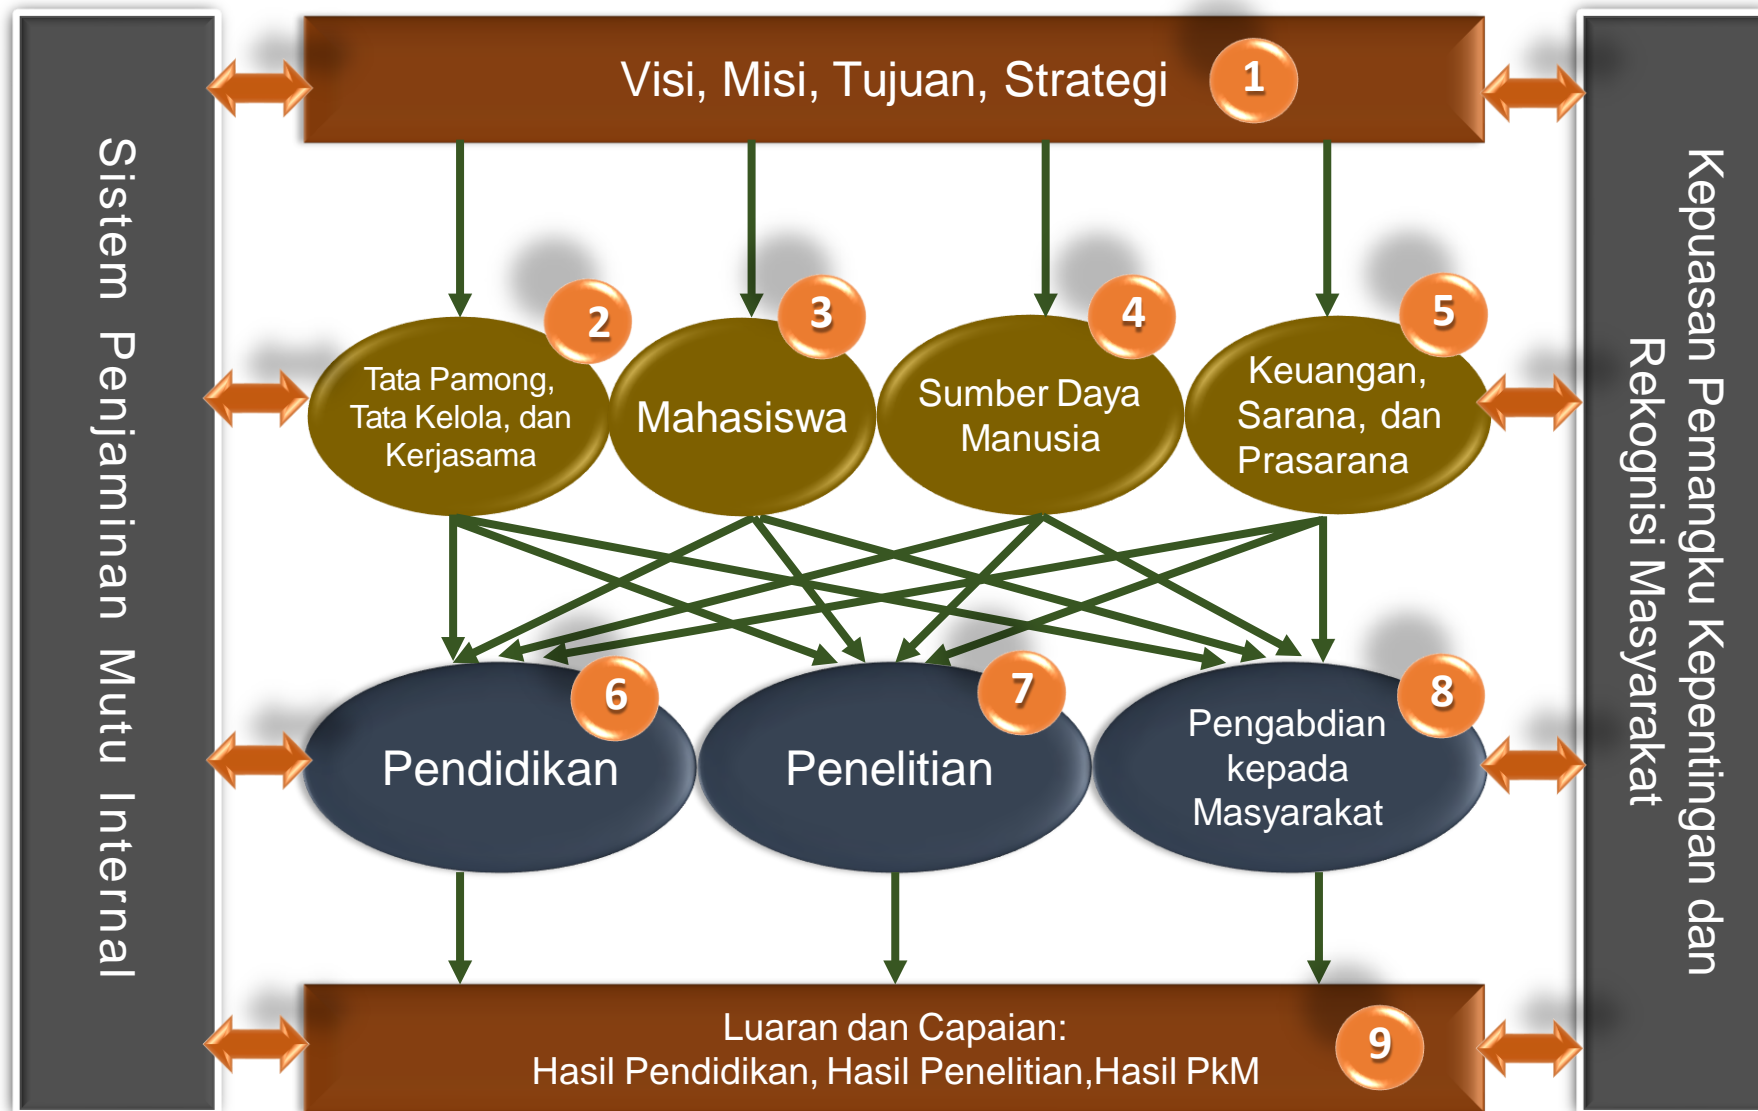 Sistem Penjaminan Mutu Internal
Visi, Misi, Tujuan, Strategi
1
2
Tata Pamong,
Tata Kelola, dan
Kerjasama
3
Mahasiswa
4
Sumber Daya
Manusia
5
Keuangan,
Sarana, dan
Prasarana
6
Pendidikan
7
Penelitian
8
Pengabdian
kepada
Masyarakat
Luaran dan Capaian:
Hasil Pendidikan, Hasil Penelitian,Hasil PkM
9
Kepuasan Pemangku Kepentingan dan
Rekognisi Masyarakat